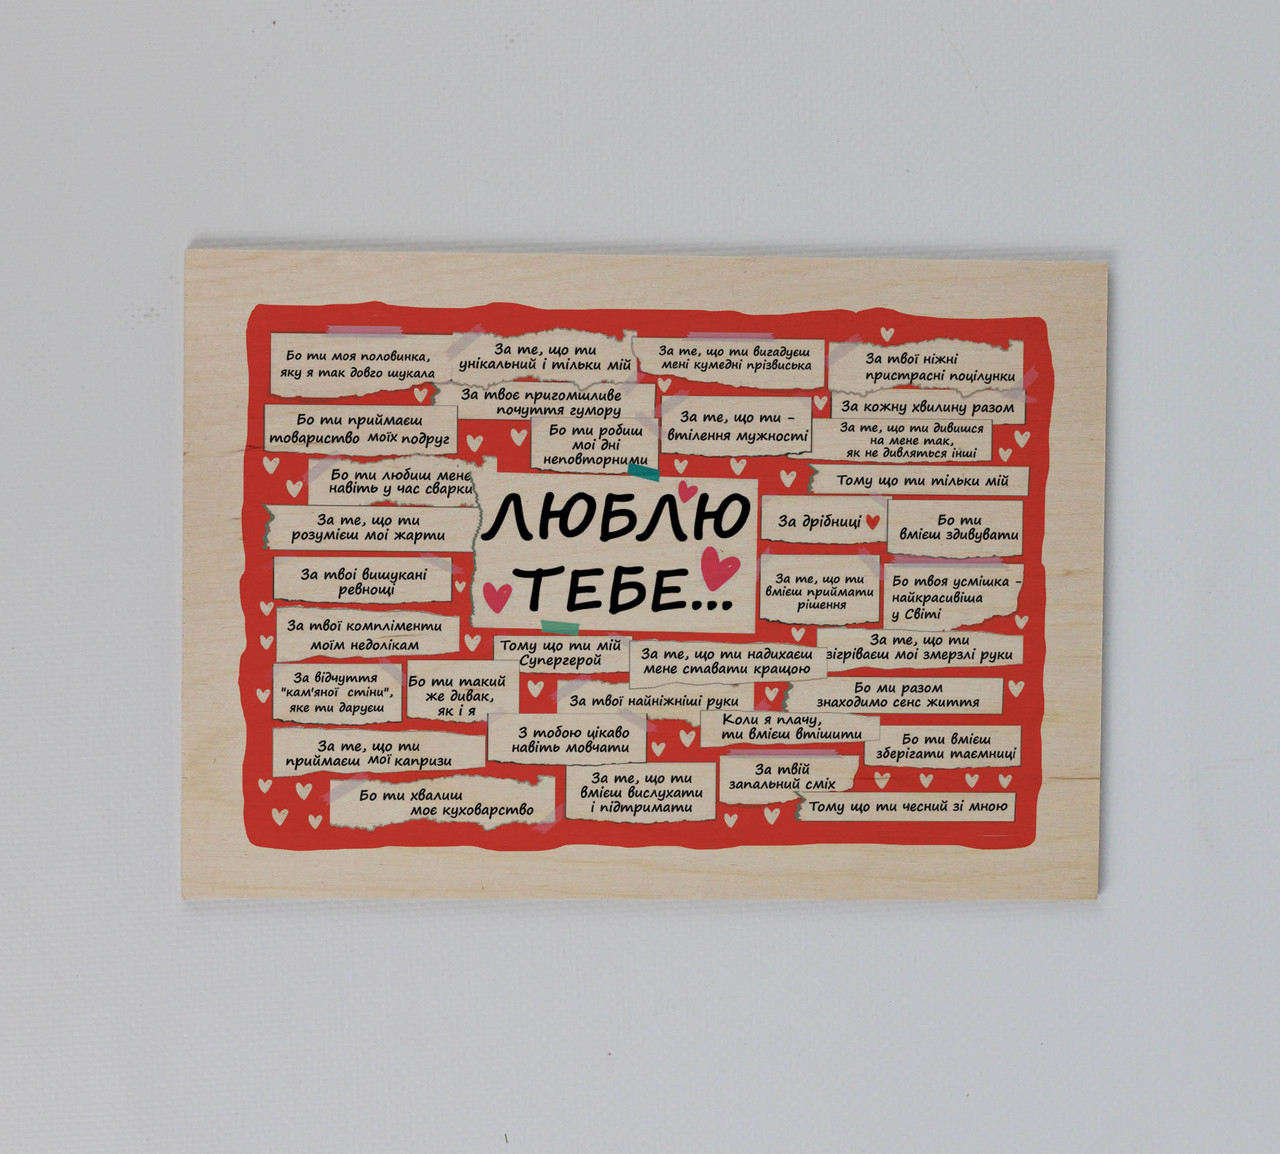 Бо ти моя половинка,
яку я так довго шукала
За те, що ти
унікальний і тільки мій
За те, що ти вигадуєш
мені кумедні прізвиська
За твої ніжні
пристрасні поцілунки
За твоє пригомшливе
почуття гумору
За кожну хвилину разом
Бо ти приймаєш
товариство моїх подруг
Бо ти робиш
мої дні
неповторними
За те, що ти -
втілення мужності
За те, що ти дивишся
на мене так,
як не дивляться інші
Бо ти любиш мене
навіть у час сварки
Тому що ти тільки мій
За те, що ти
розумієш мої жарти
ЛЮБЛЮ
ТЕБЕ...
За дрібниці
Бо ти
вмієш здивувати
За твої вишукані
ревнощі
За те, що ти
вмієш приймати
рішення
Бо твоя усмішка -
найкрасивіша
у Світі
За твої компліменти
моїм недолікам
Тому що ти мій
Супергерой
За те, що ти надихаєш
мене ставати кращою
За те, що ти
зігріваєш мої змерзлі руки
За відчуття
"кам'яної стіни",
яке ти даруєш
Бо ти такий
же дивак,
як і я
За твої найніжніші руки
Бо ми разом
знаходимо сенс життя
З тобою цікаво
навіть мовчати
Коли я плачу,
ти вмієш втішити
За те, що ти
приймаєш мої капризи
Бо ти вмієш
зберігати таємниці
Бо ти хвалиш
моє куховарство
За те, що ти
вмієш вислухати
і підтримати
За твій
запальний сміх
Тому що ти чесний зі мною